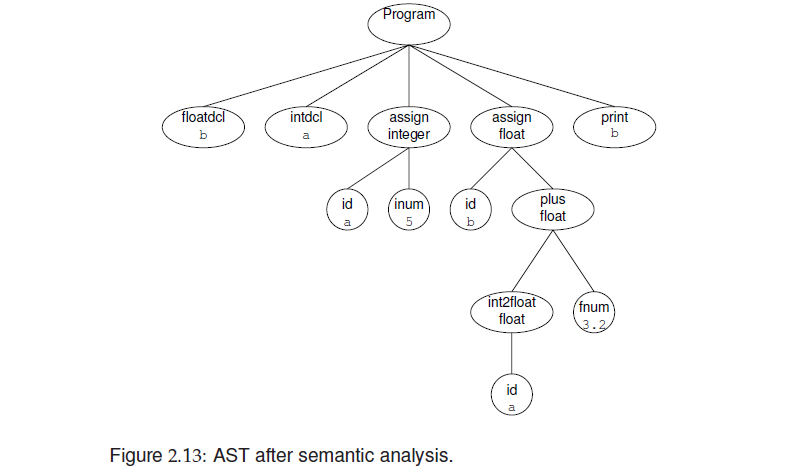 Program
floatdcl
b
intdcl
a
assign
integer
assign
float
print
b
id
a
inum
5
id
b
plus
float
int2float
float
fnum
3.2
id
a
Figure 2.13: AST after semantic analysis.